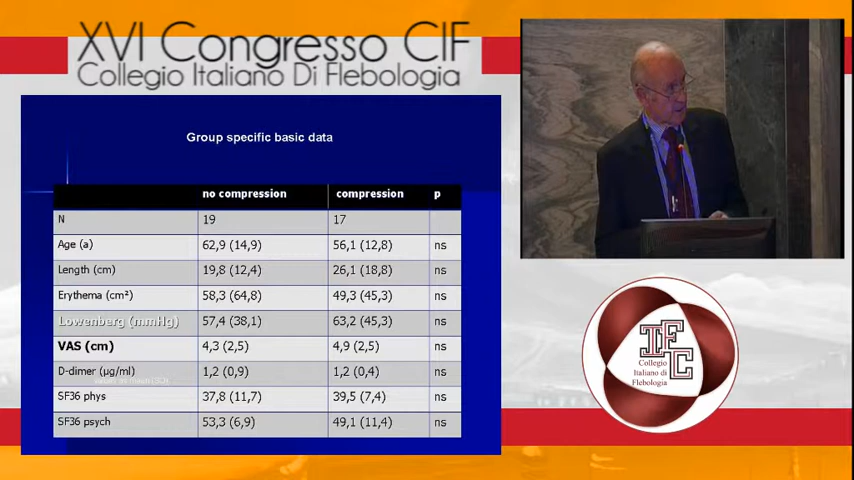 XVI Congresso CIF
Collegio Italiano Di Flebologia
Group specific basic data
no compression compression p
N 19 17
Age (a) 62,9 (14,9) 56,1 (12,8) ns
Length (cm) 19,8 (12,4) 26,1 (18,8) ns
Erythema (cm²) 58,3 (64,8) 49,3 (45,3) ns
Lowenberg (mmHg) 57,4 (38,1) 63,2 (45,3) ns
VAS (cm) 4,3 (2,5) 4,9 (2,5) ns
D-dimer (µg/ml) 1,2 (0,9) 1,2 (0,4) ns
SF36 phys 37,8 (11,7) 39,5 (7,4) ns
SF36 psych 53,3 (6,9) 49,1 (11,4) ns
IFC
Collegio
Italiano di
Flebologia